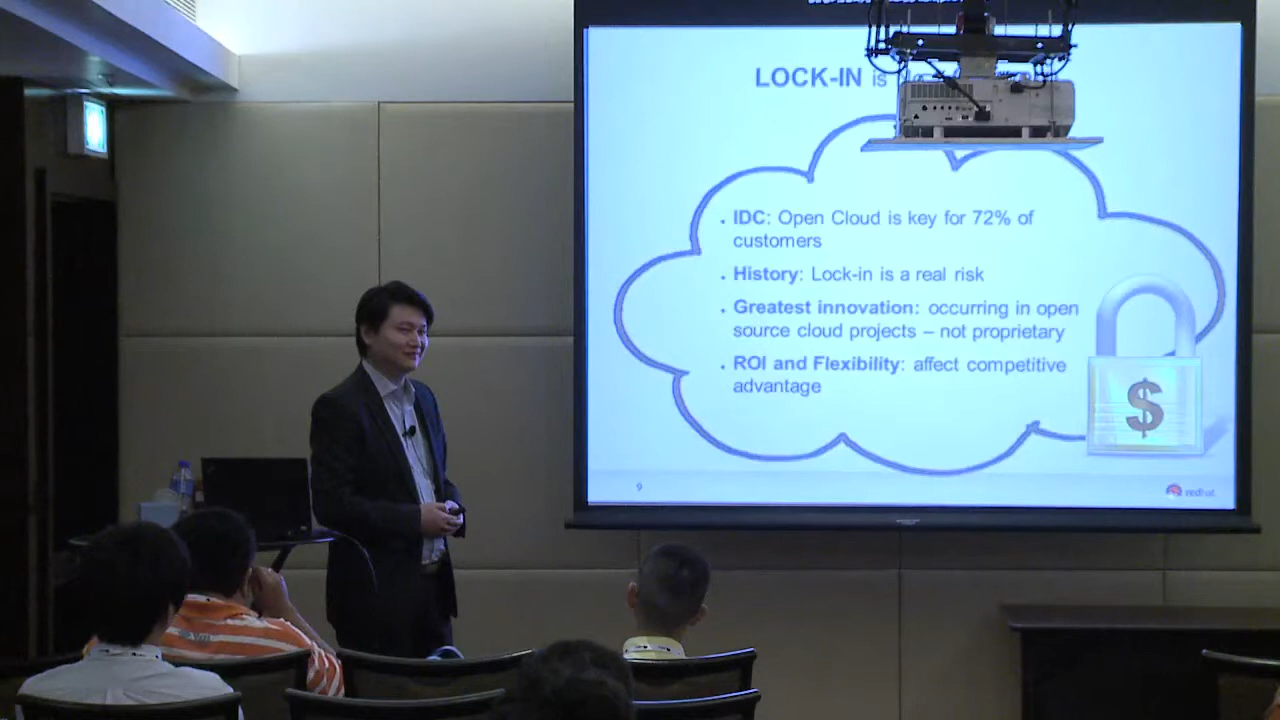 LOCK-IN is
. IDC: Open Cloud is key for 72% of
customers
. History: Lock-in is a real risk
. Greatest innovation: occurring in open
source cloud projects – not proprietary
. ROI and Flexibility: affect competitive
advantage
$
9
redhat.